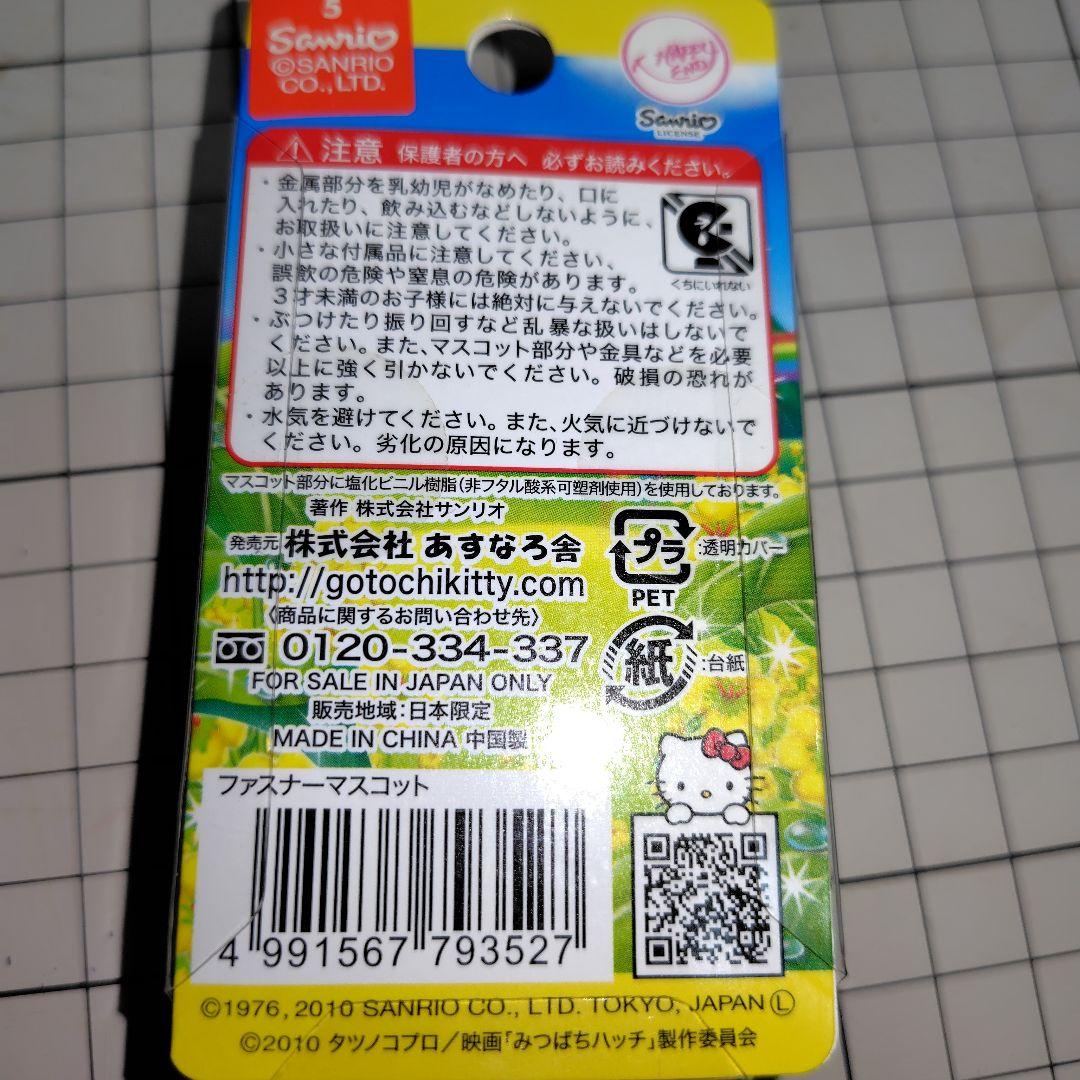 5
Sanrio
©SANRIO
CO., LTD.
HAPPY
END
Sanrio
LICENSE
注意 保護者の方へ 必ずお読みください。
・金属部分を乳幼児がなめたり、口に
入れたり、飲み込むなどしないように、
お取扱いに注意してください。
・小さな付属品に注意してください、
誤飲の危険や窒息の危険があります。
3才未満のお子様には絶対に与えないでください。
くちにいれない
・ぶつけたり振り回すなど乱暴な扱いはしないで
ください。また、マスコット部分や金具などを必要
以上に強く引かないでください。破損の恐れが
あります。
・水気を避けてください。また、火気に近づけないで
ください。劣化の原因になります。
マスコット部分に塩化ビニル樹脂(非フタル酸系可塑剤使用)を使用しております。
著作 株式会社サンリオ
発売元 株式会社 あすなろ舎
http://gotochikitty.com
〈商品に関するお問い合わせ先〉
0120-334-337
FOR SALE IN JAPAN ONLY
販売地域:日本限定
MADE IN CHINA 中国製
プラ :透明カバー
PET
紙 :台紙
ファスナーマスコット
4 991567 793527
©1976, 2010 SANRIO CO., LTD. TOKYO, JAPAN Ⓛ
©2010 タツノコプロ/映画「みつばちハッチ」製作委員会